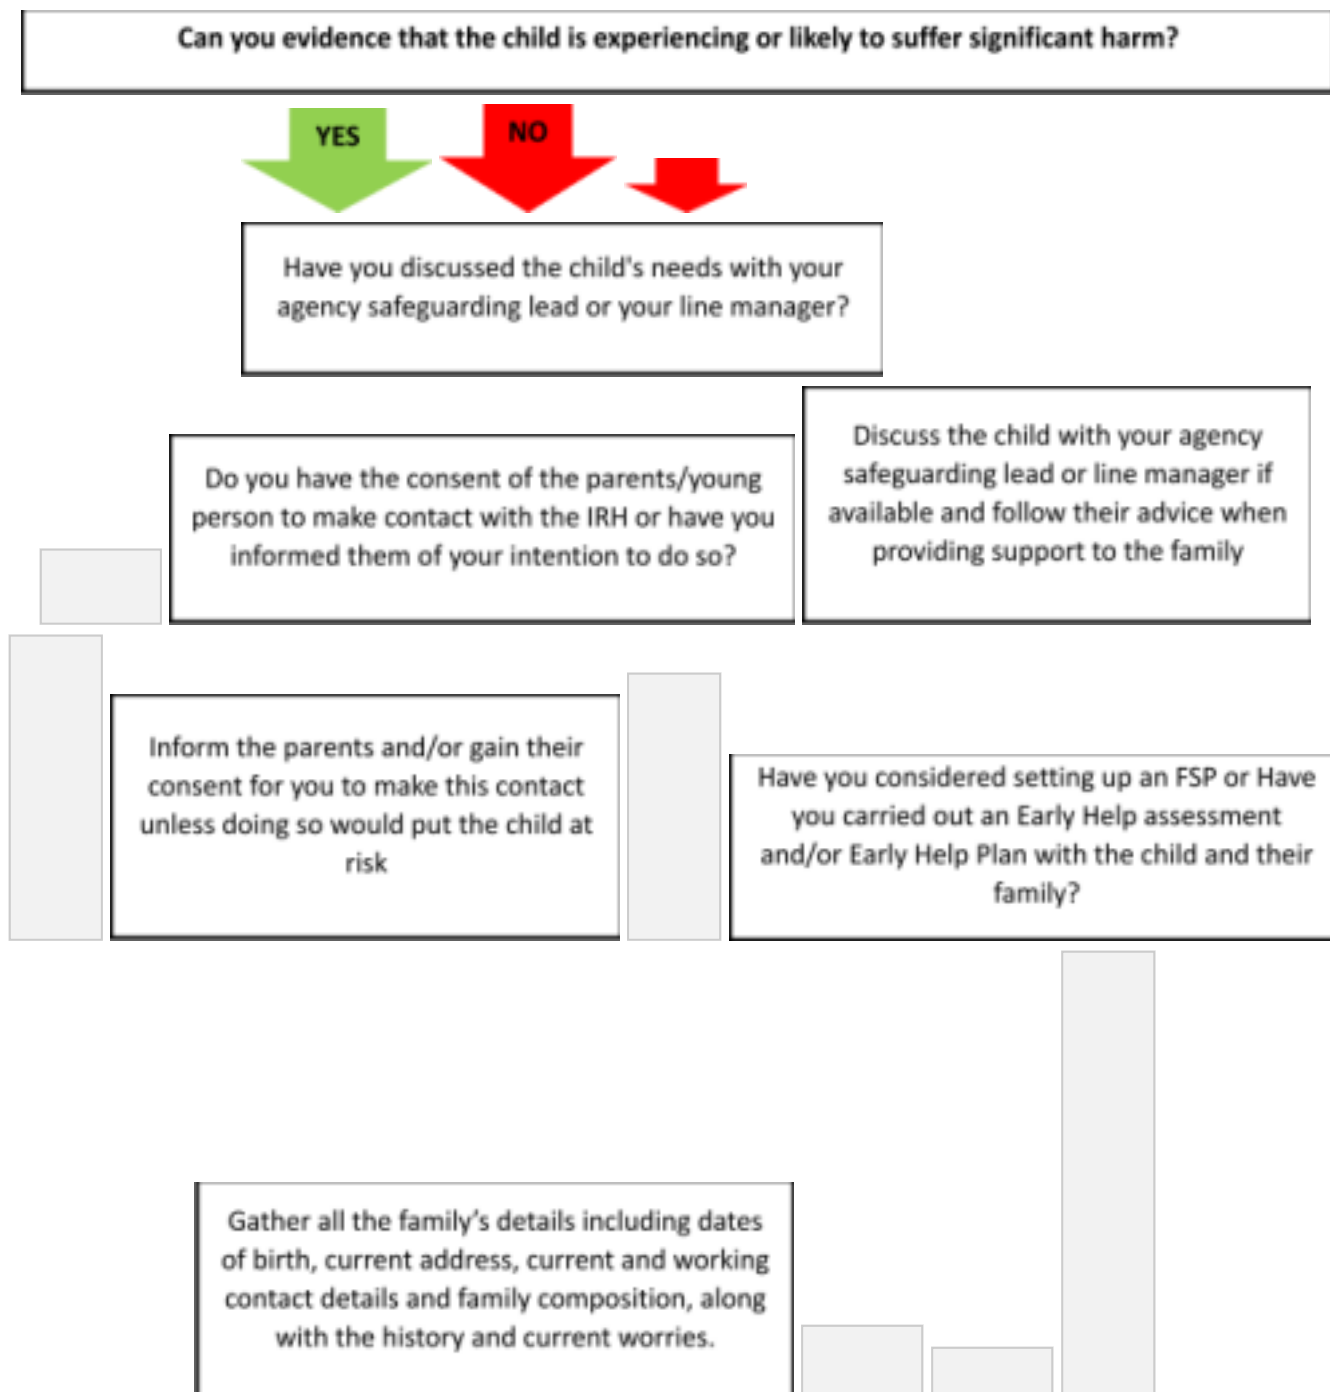 Can you evidence that the child is experiencing or likely to suffer significant harm?
YES
NO
Have you discussed the child's needs with your
agency safeguarding lead or your line manager?
Do you have the consent of the parents/young
person to make contact with the IRH or have you
informed them of your intention to do so?
Discuss the child with your agency
safeguarding lead or line manager if
available and follow their advice when
providing support to the family
Inform the parents and/or gain their
consent for you to make this contact
unless doing so would put the child at
risk
Have you considered setting up an FSP or Have
you carried out an Early Help assessment
and/or Early Help Plan with the child and their
family?
Gather all the family’s details including dates
of birth, current address, current and working
contact details and family composition, along
with the history and current worries.